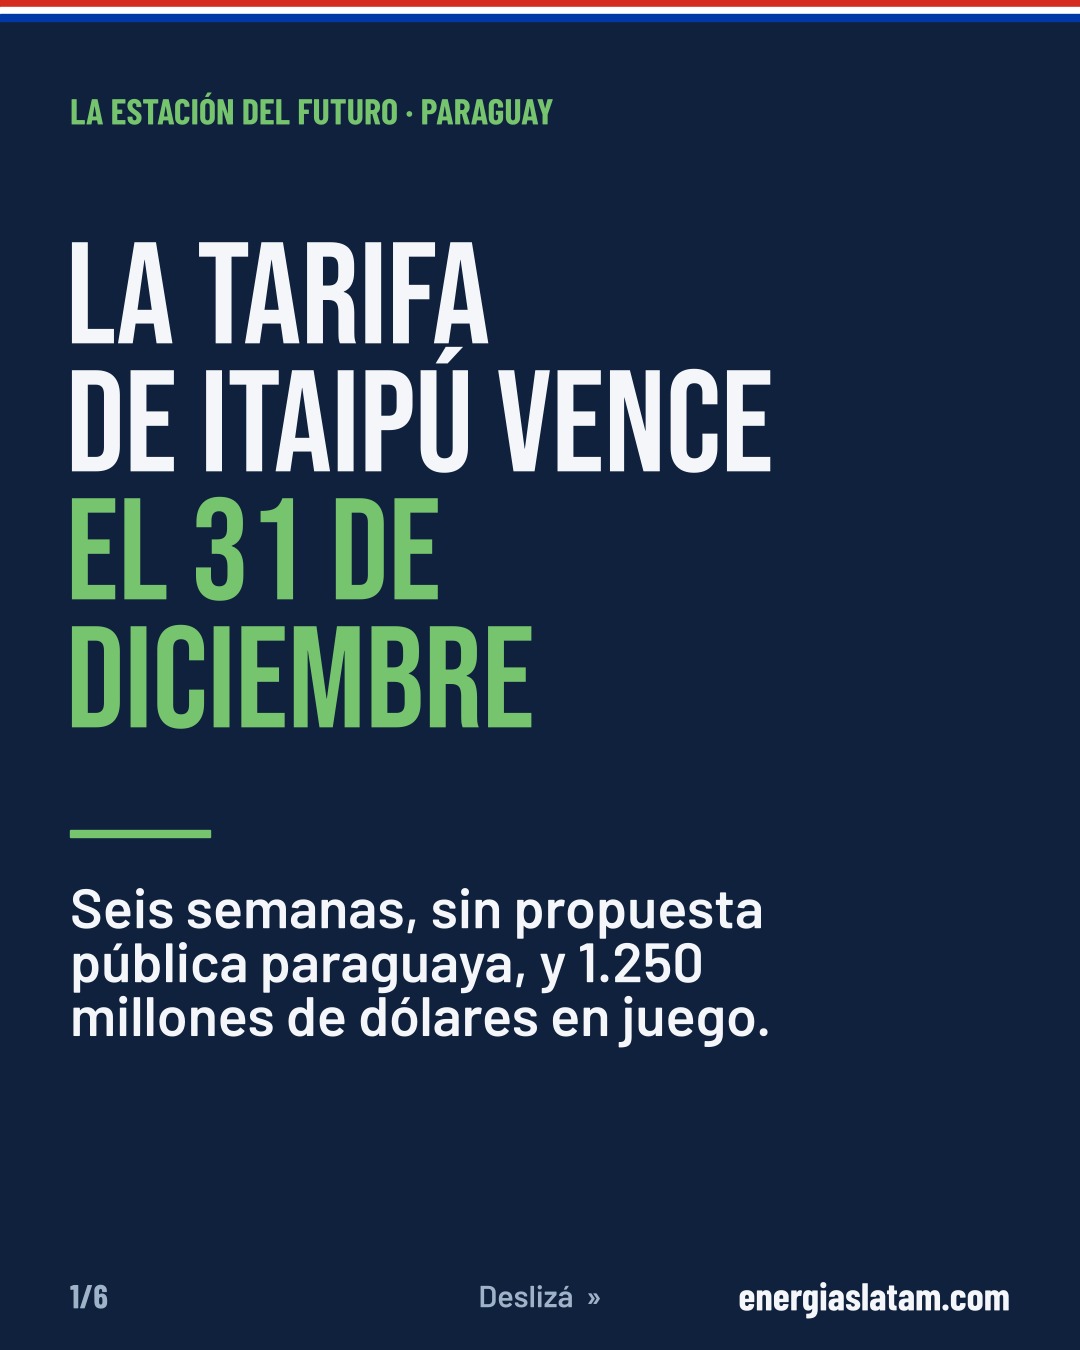 LA ESTACIÓN DEL FUTURO · PARAGUAY
LA TARIFA
DE ITAIPÚ VENCE
EL 31 DE
DICIEMBRE
Seis semanas, sin propuesta
pública paraguaya, y 1.250
millones de dólares en juego.
1/6
Deslizá »
energiaslatam.com